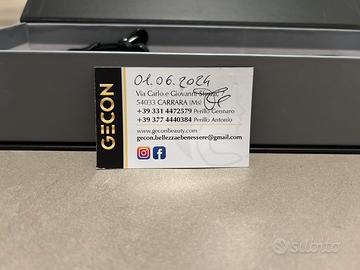 GECON
01.06.2024
Via Carlo e Giovanni
54033 CARRARA (Ms)
+39 331 4472579 Perillo Gennaro
+39 377 4440384 Perillo Antonio
www.geconbeauty.com
gecon.bellezzaebenessere@gmail.com
subito